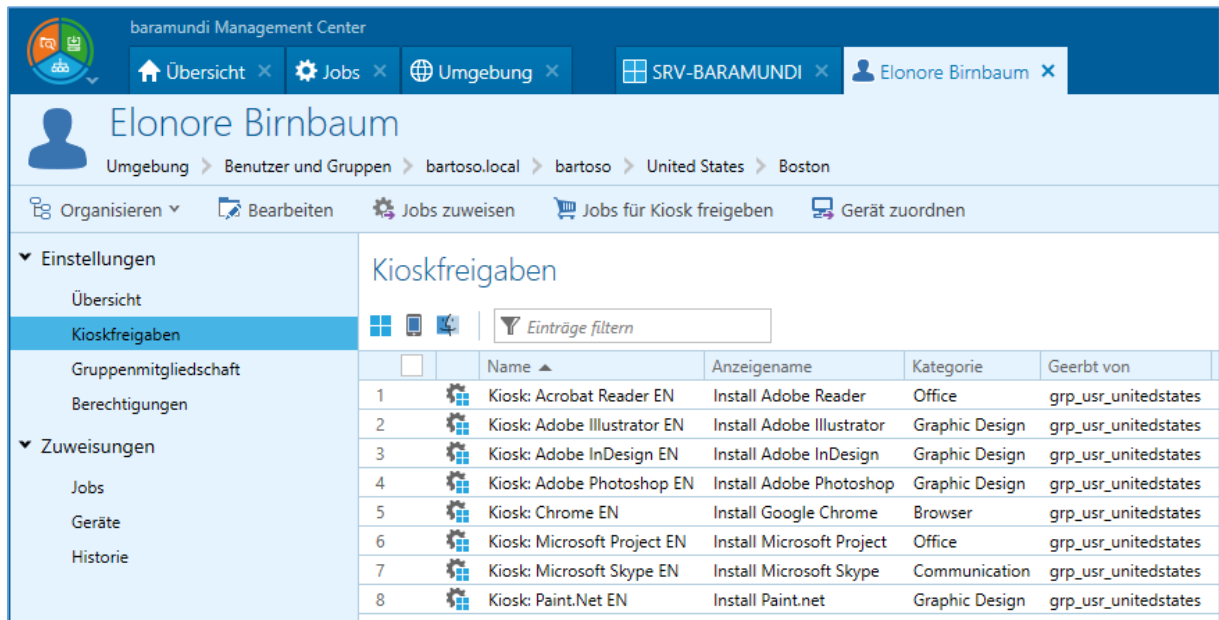 baramundi Management Center
Übersicht Jobs Umgebung SRV-BARAMUNDI Elonore Birnbaum
Elonore Birnbaum
Umgebung Benutzer und Gruppen bartoso.local bartoso United States Boston
Organisieren Bearbeiten Jobs zuweisen Jobs für Kiosk freigeben Gerät zuordnen
Einstellungen
Übersicht
Kioskfreigaben
Gruppenmitgliedschaft
Berechtigungen
Zuweisungen
Jobs
Geräte
Historie
Kioskfreigaben
Einträge filtern
Name Anzeigename Kategorie Geerbt von
1 Kiosk: Acrobat Reader EN Install Adobe Reader Office grp_usr_unitedstates
2 Kiosk: Adobe Illustrator EN Install Adobe Illustrator Graphic Design grp_usr_unitedstates
3 Kiosk: Adobe InDesign EN Install Adobe InDesign Graphic Design grp_usr_unitedstates
4 Kiosk: Adobe Photoshop EN Install Adobe Photoshop Graphic Design grp_usr_unitedstates
5 Kiosk: Chrome EN Install Google Chrome Browser grp_usr_unitedstates
6 Kiosk: Microsoft Project EN Install Microsoft Project Office grp_usr_unitedstates
7 Kiosk: Microsoft Skype EN Install Microsoft Skype Communication grp_usr_unitedstates
8 Kiosk: Paint.Net EN Install Paint.net Graphic Design grp_usr_unitedstates